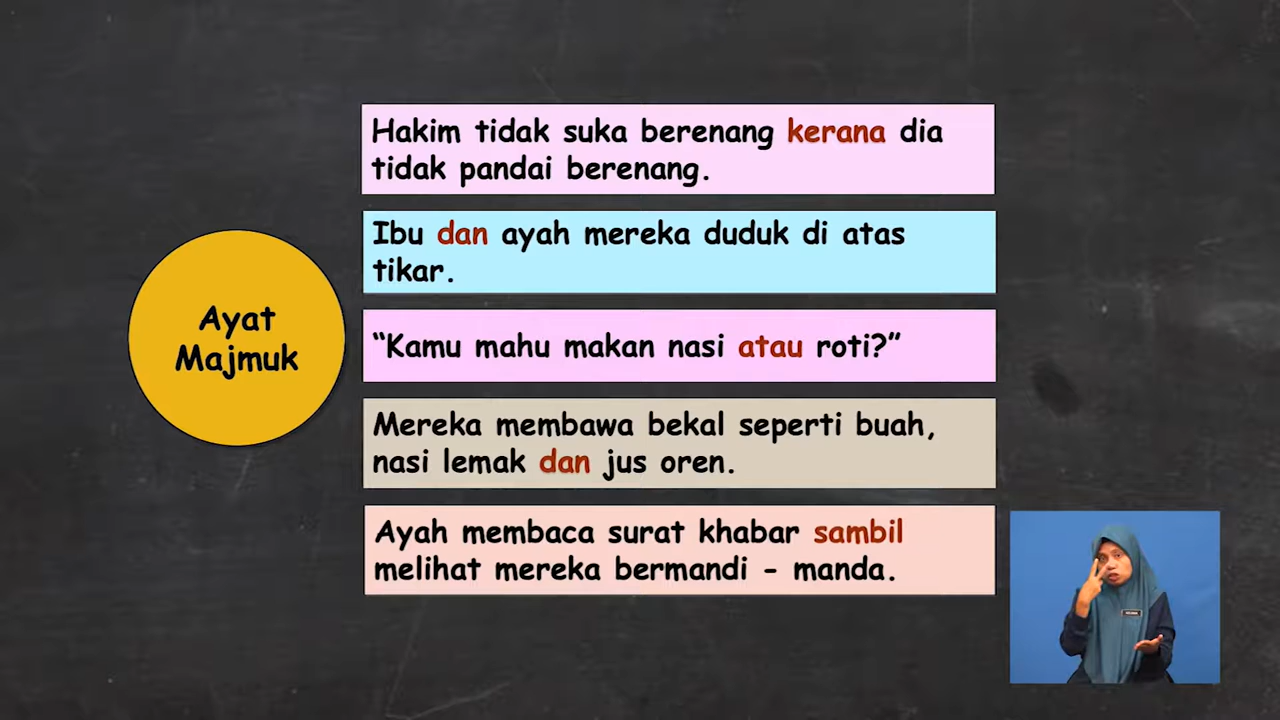 Ayat
Majmuk
Hakim tidak suka berenang kerana dia
tidak pandai berenang.
Ibu dan ayah mereka duduk di atas
tikar.
“Kamu mahu makan nasi atau roti?”
Mereka membawa bekal seperti buah,
nasi lemak dan jus oren.
Ayah membaca surat khabar sambil
melihat mereka bermandi - manda.